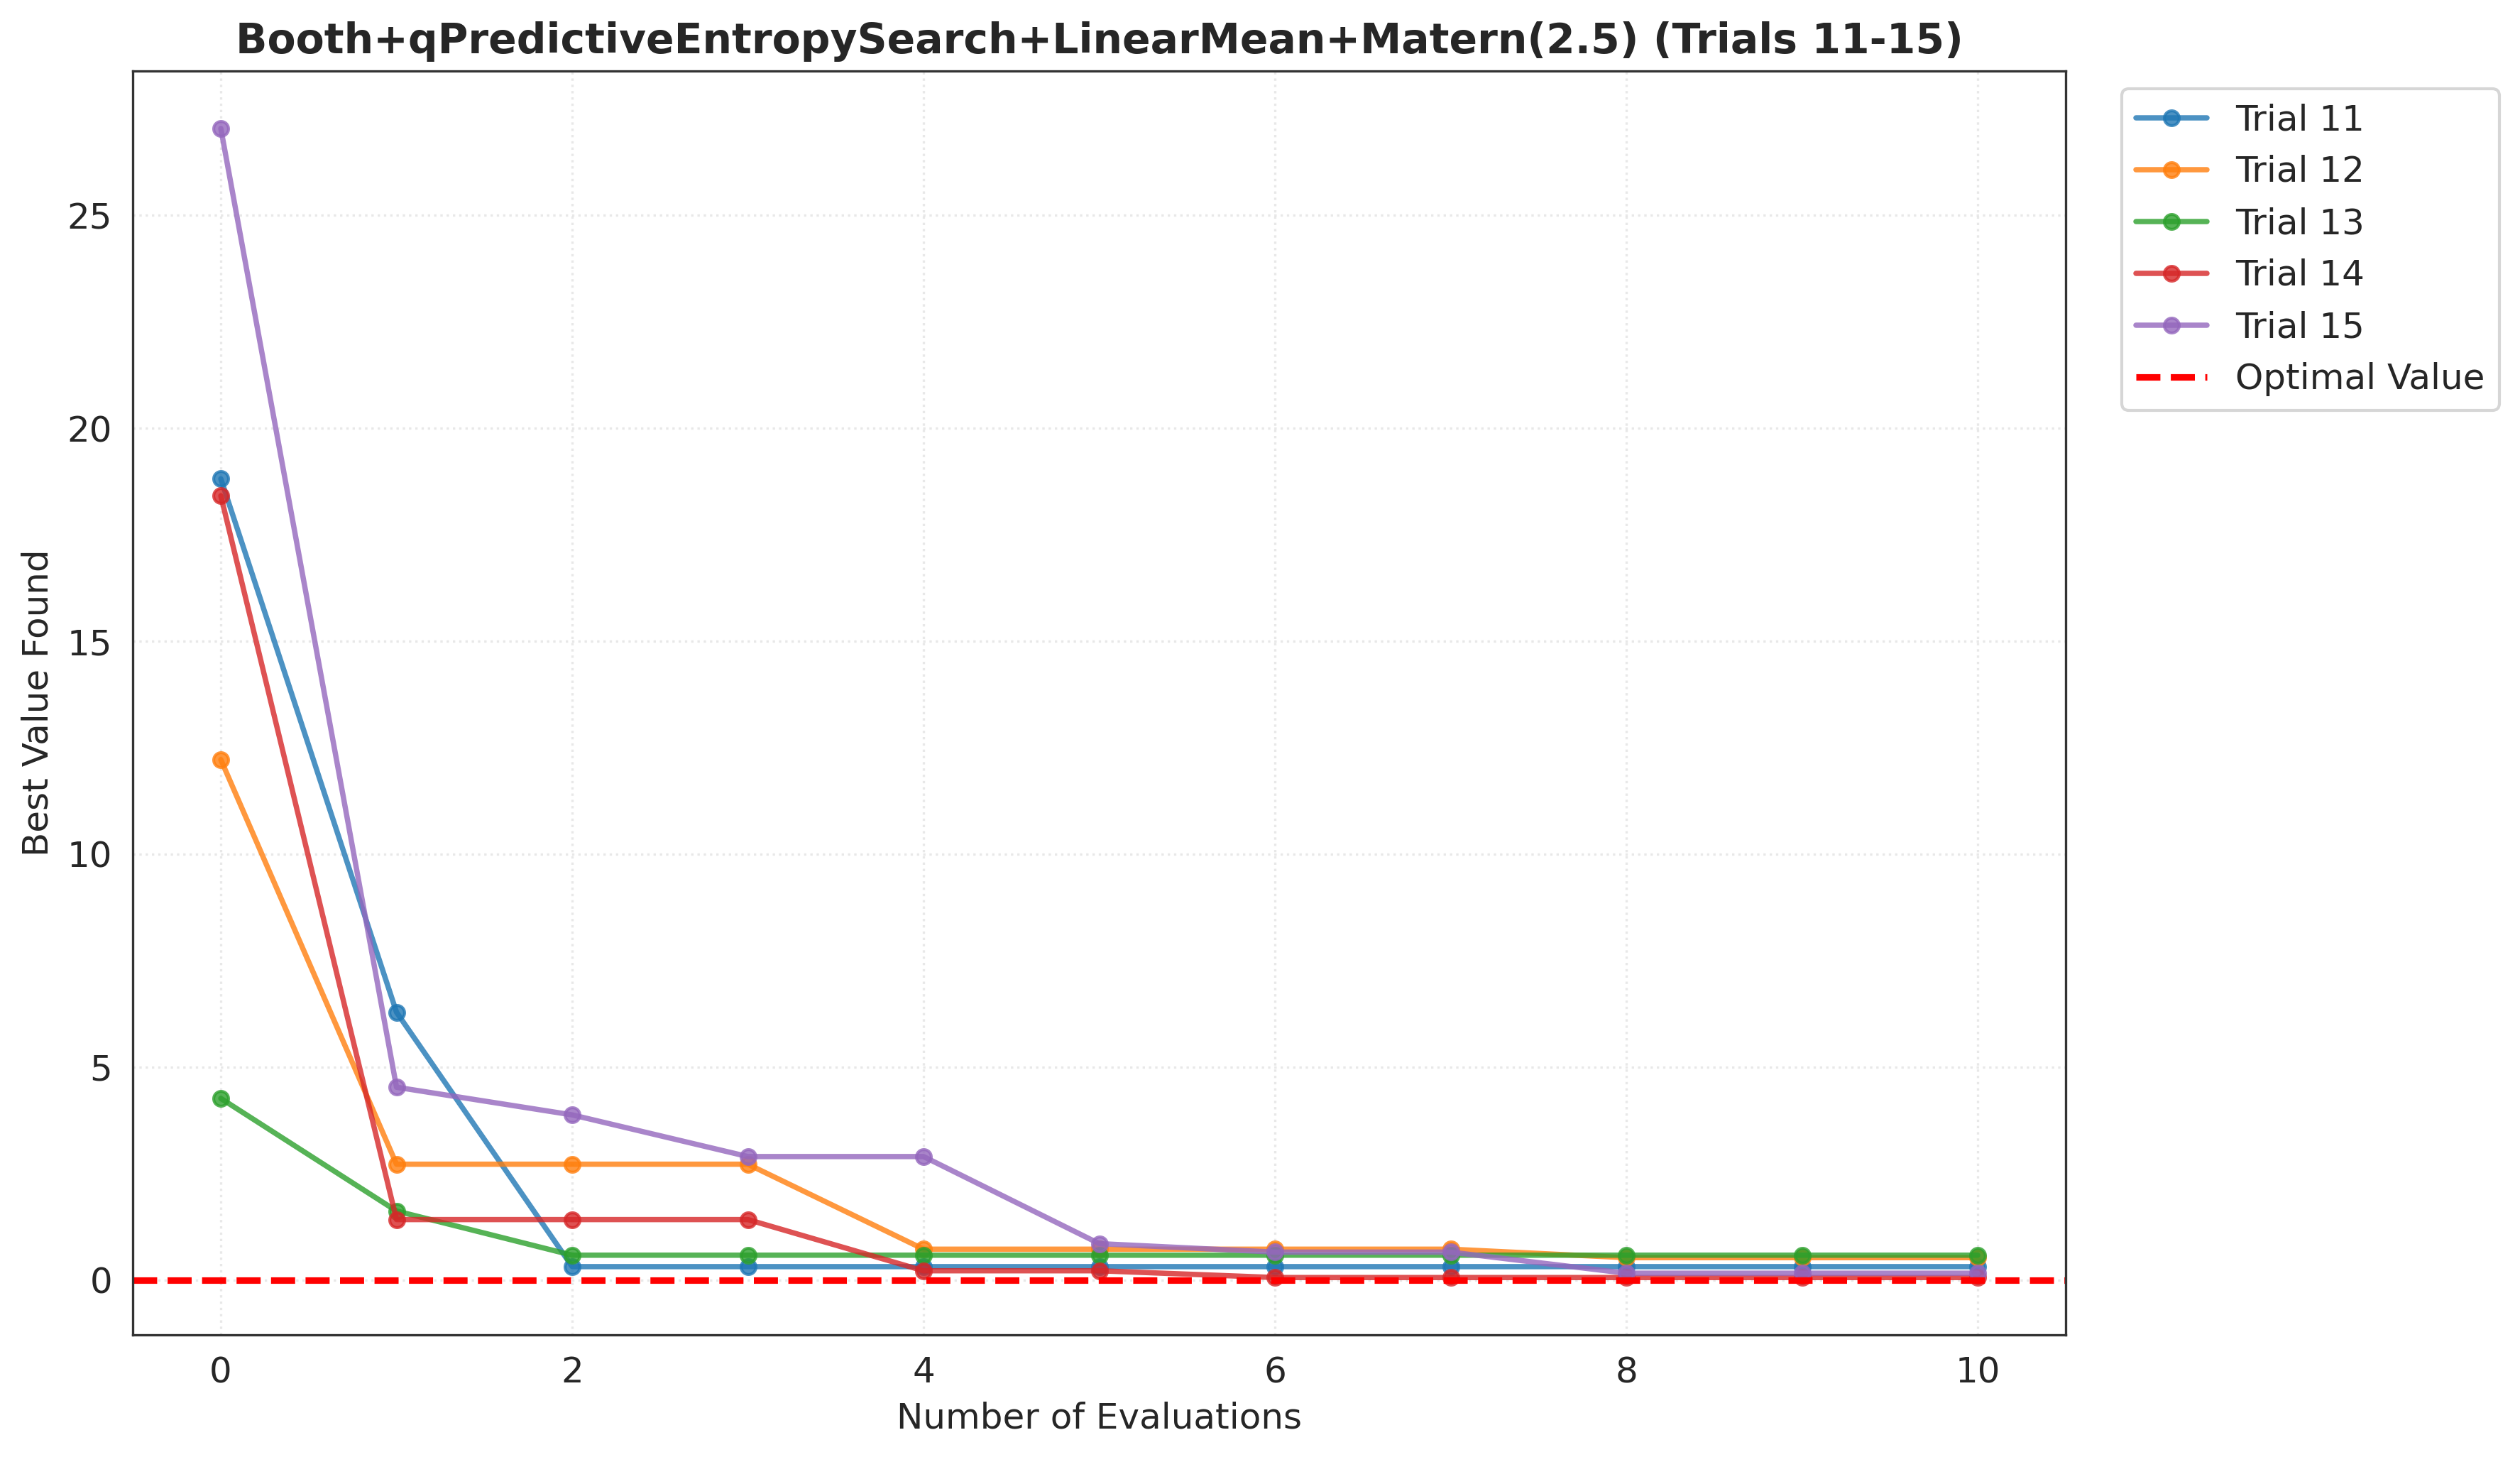 Booth+qPredictiveEntropySearch+LinearMean+Matern(2.5) (Trials 11-15)
Best Value Found
25
20
15
10
5
0
0 2 4 6 8 10
Number of Evaluations
Trial 11
Trial 12
Trial 13
Trial 14
Trial 15
Optimal Value